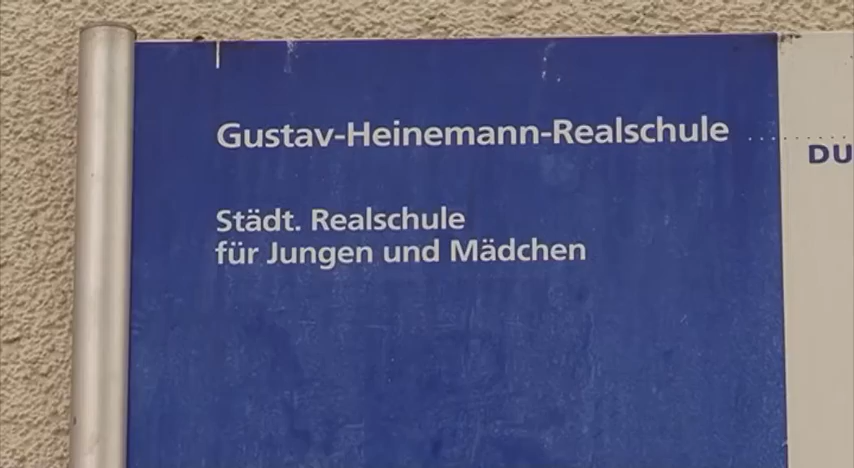 Gustav-Heinemann-Realschule
DU
Städt. Realschule
für Jungen und Mädchen